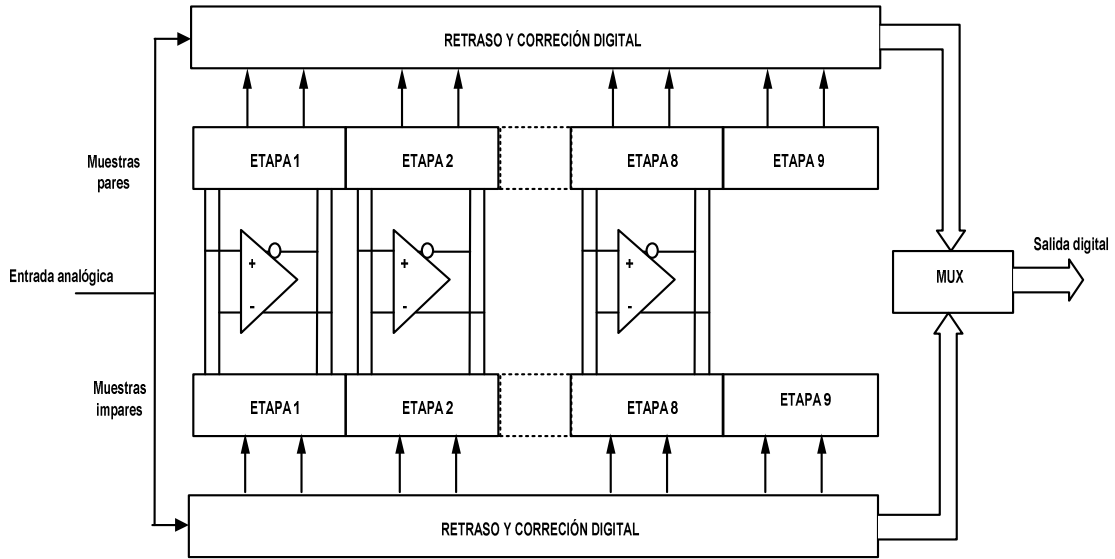 RETRASO Y CORRECIÓN DIGITAL
Muestras
pares
ETAPA 1
ETAPA 2
ETAPA 8
ETAPA 9
+
-
+
-
+
-
Entrada analógica
Salida digital
MUX
Muestras
impares
ETAPA 1
ETAPA 2
ETAPA 8
ETAPA 9
RETRASO Y CORRECIÓN DIGITAL